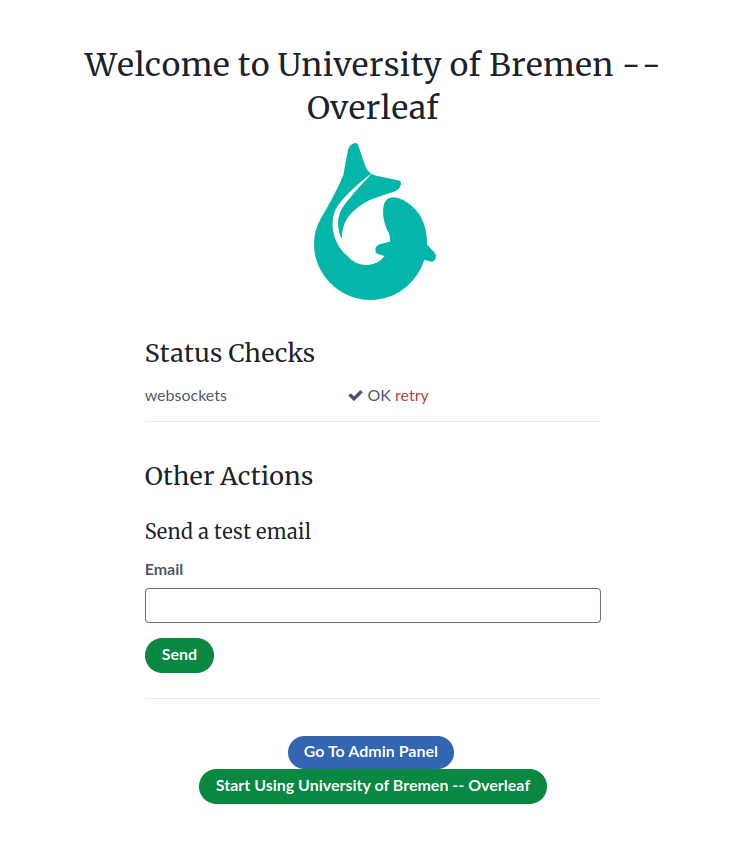 Welcome to University of Bremen --
Overleaf
Status Checks
websockets
OK retry
Other Actions
Send a test email
Email
Send
Go To Admin Panel
Start Using University of Bremen -- Overleaf